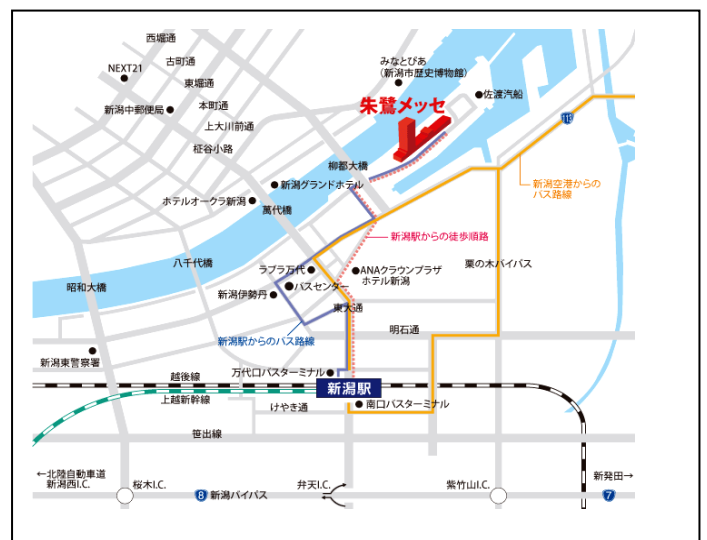 西堀通
古町通
NEXT21
東堀通
みなとぴあ
(新潟市歴史博物館)
佐渡汽船
新潟中郵便局
本町通
朱鷺メッセ
上大川前通
113
柾谷小路
柳都大橋
新潟グランドホテル
新潟空港からの
バス路線
ホテルオークラ新潟
萬代橋
新潟駅からの徒歩順路
八千代橋
ラブラ万代
ANAクラウンプラザ
ホテル新潟
栗の木バイパス
昭和大橋
バスセンター
新潟伊勢丹
東大通
新潟駅からのバス路線
明石通
新潟東警察署
万代口バスターミナル
越後線
新潟駅
上越新幹線
けやき通
南口バスターミナル
笹出線
←北陸自動車道
新潟西I.C.
桜木I.C.
弁天I.C.
紫竹山I.C.
新発田→
8
新潟バイパス
7